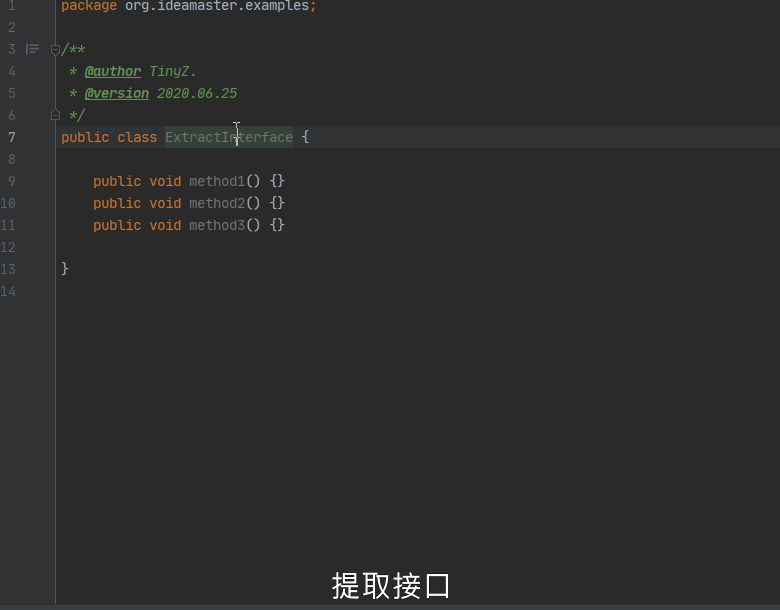 1 package org.ideamaster.examples;
2
3 /**
4 * @author TinyZ.
5 * @version 2020.06.25
6 */
7 public class ExtractInterface {
8
9 public void method1() {}
10 public void method2() {}
11 public void method3() {}
12
13 }
14
提取接口